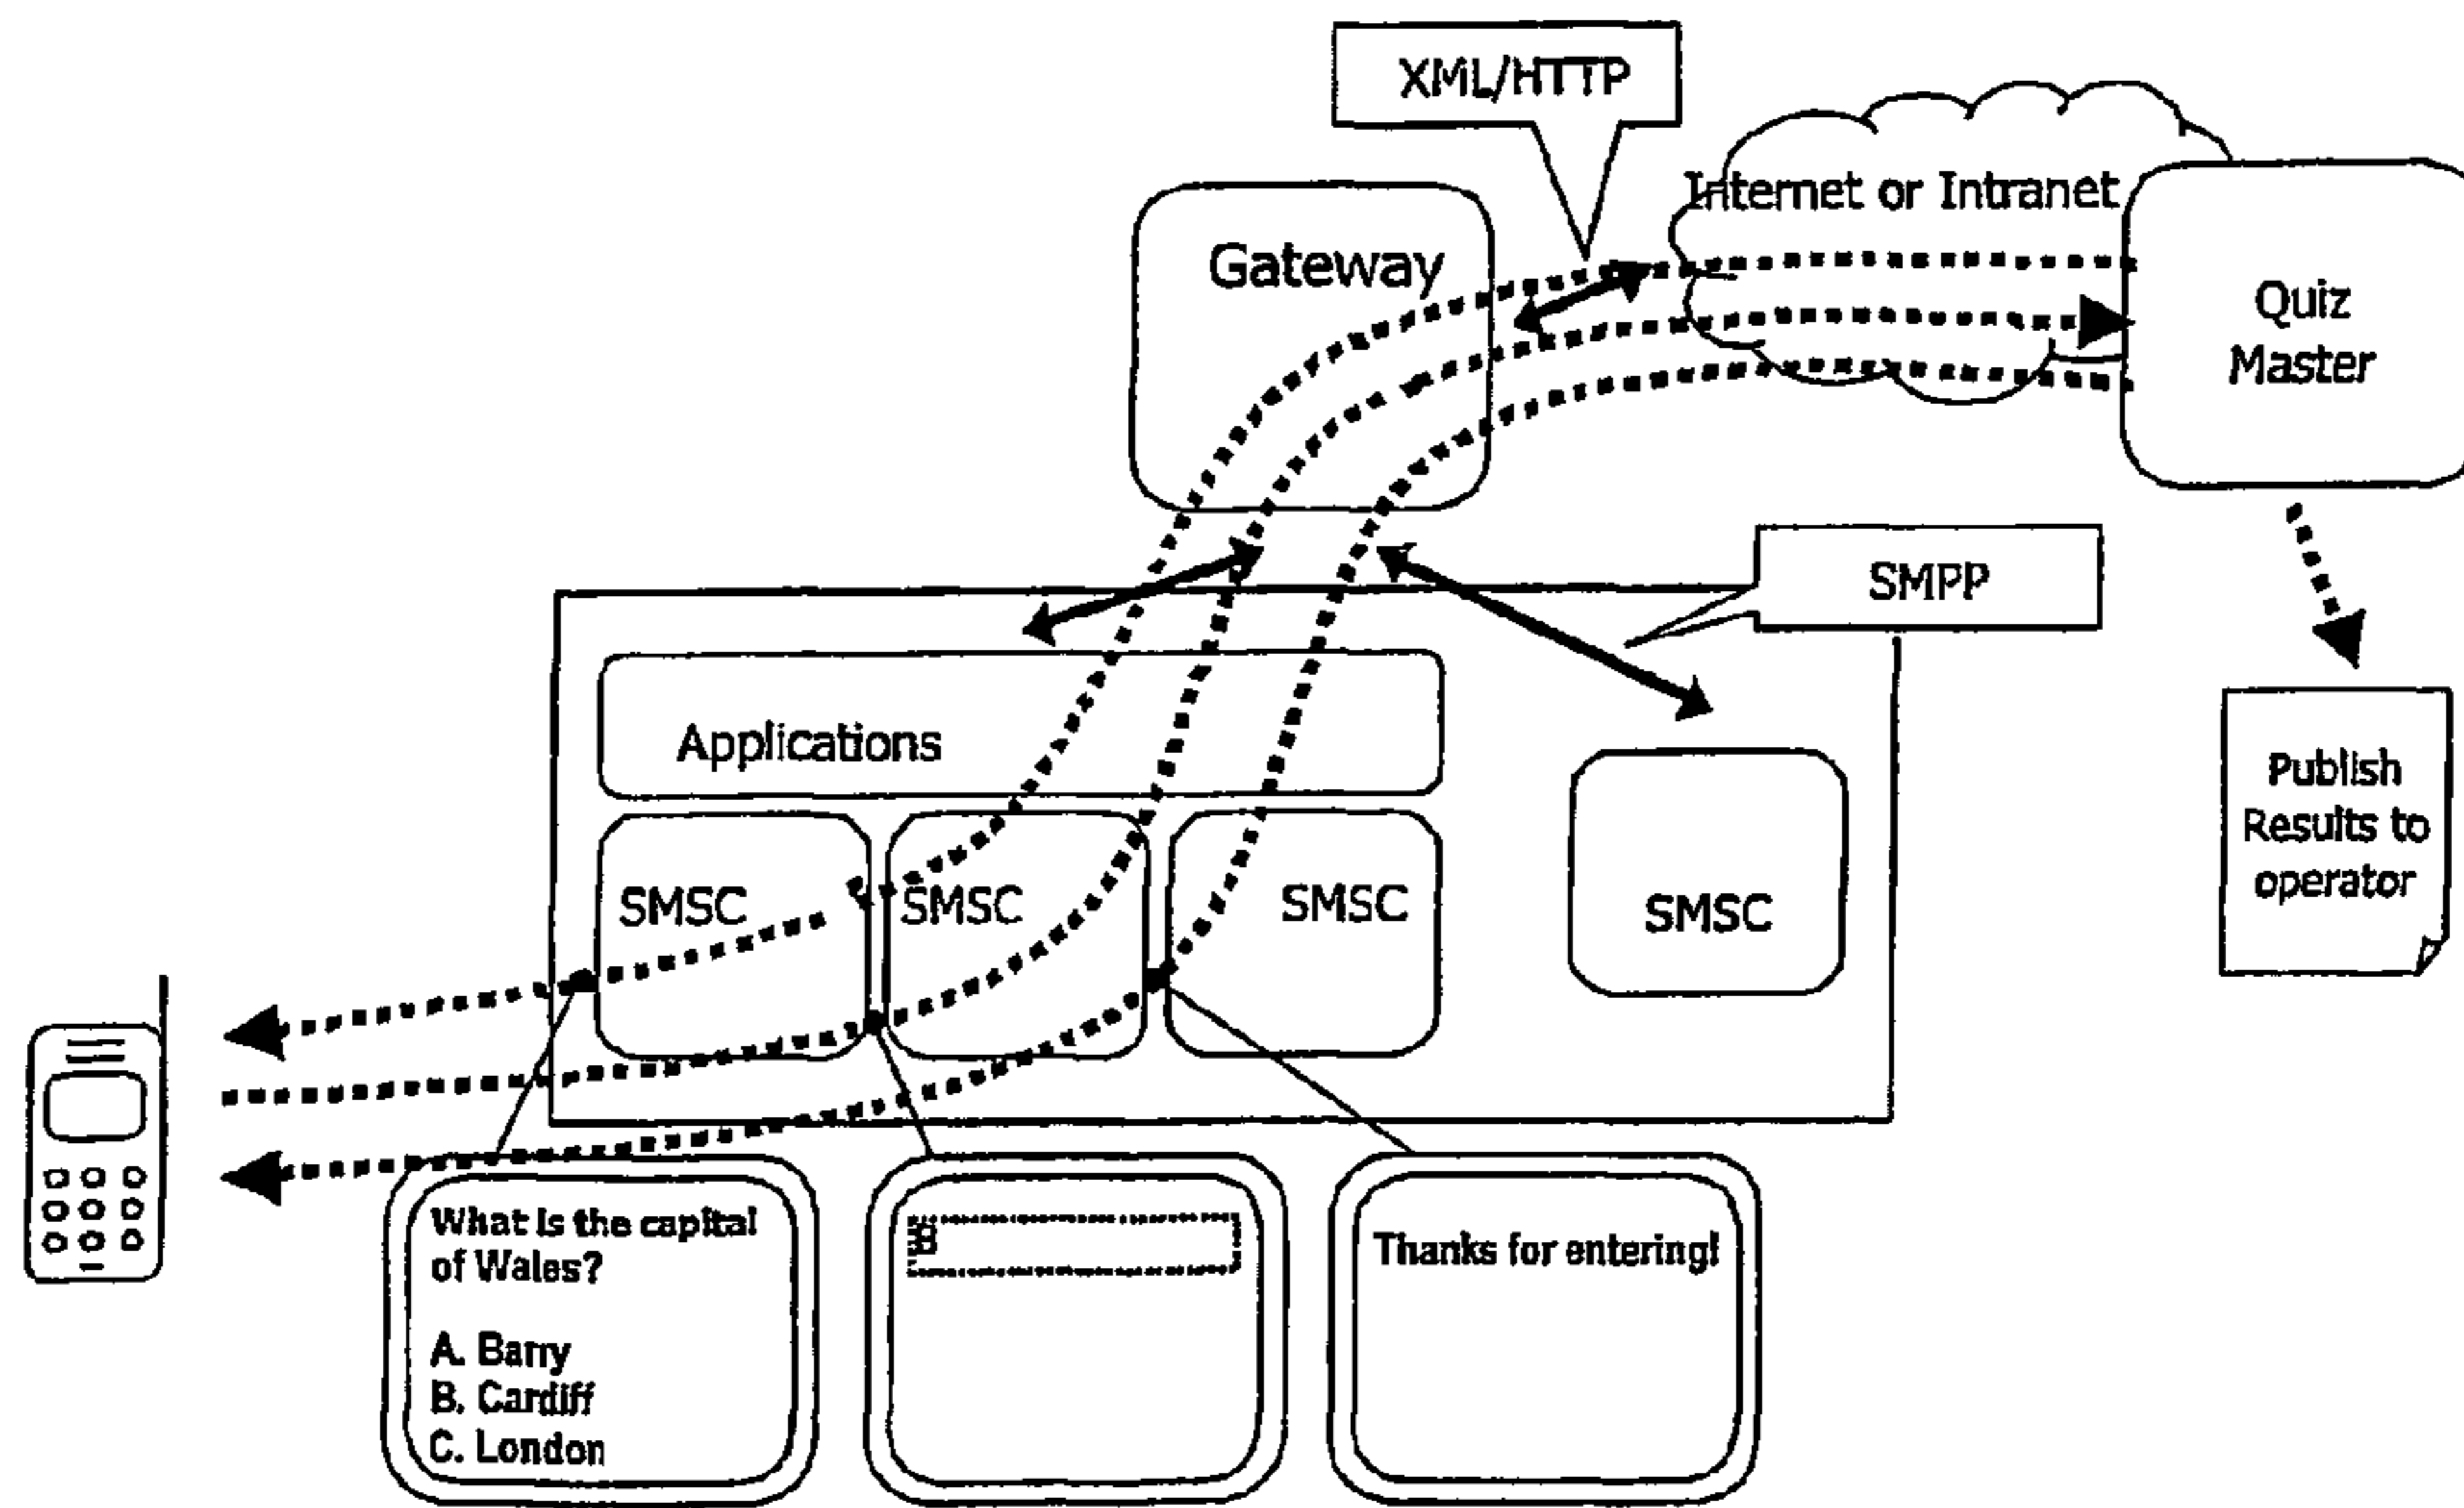 XML/HTTP
Internet or Intranet
Gateway
Quiz
Master
SMPP
Applications
Publish
Results to
operator
SMSC
SMSC
SMSC
SMSC
What is the capital
of Wales?
A. Barry
B. Cardiff
C. London
B
Thanks for entering!